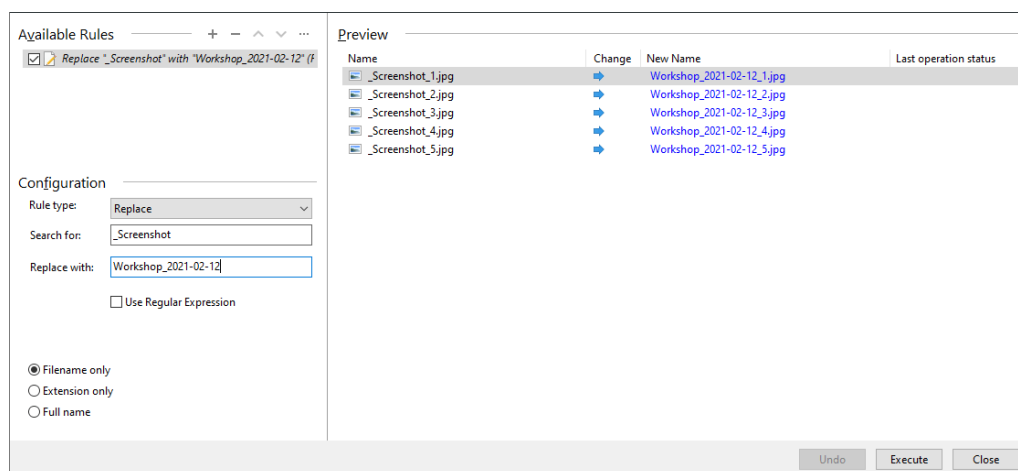 Available Rules
Replace "_Screenshot" with "Workshop_2021-02-12" (F
Configuration
Rule type: Replace
Search for: _Screenshot
Replace with: Workshop_2021-02-12
Use Regular Expression
Filename only
Extension only
Full name
Preview
Name Change New Name Last operation status
_Screenshot_1.jpg Workshop_2021-02-12_1.jpg
_Screenshot_2.jpg Workshop_2021-02-12_2.jpg
_Screenshot_3.jpg Workshop_2021-02-12_3.jpg
_Screenshot_4.jpg Workshop_2021-02-12_4.jpg
_Screenshot_5.jpg Workshop_2021-02-12_5.jpg
Undo Execute Close